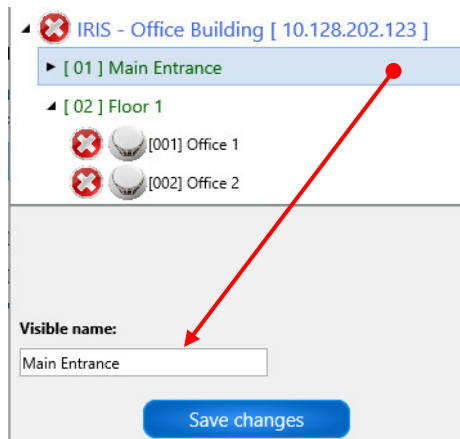 IRIS - Office Building [ 10.128.202.123 ]
[ 01 ] Main Entrance
[ 02 ] Floor 1
[001] Office 1
[002] Office 2
Visible name:
Main Entrance
Save changes